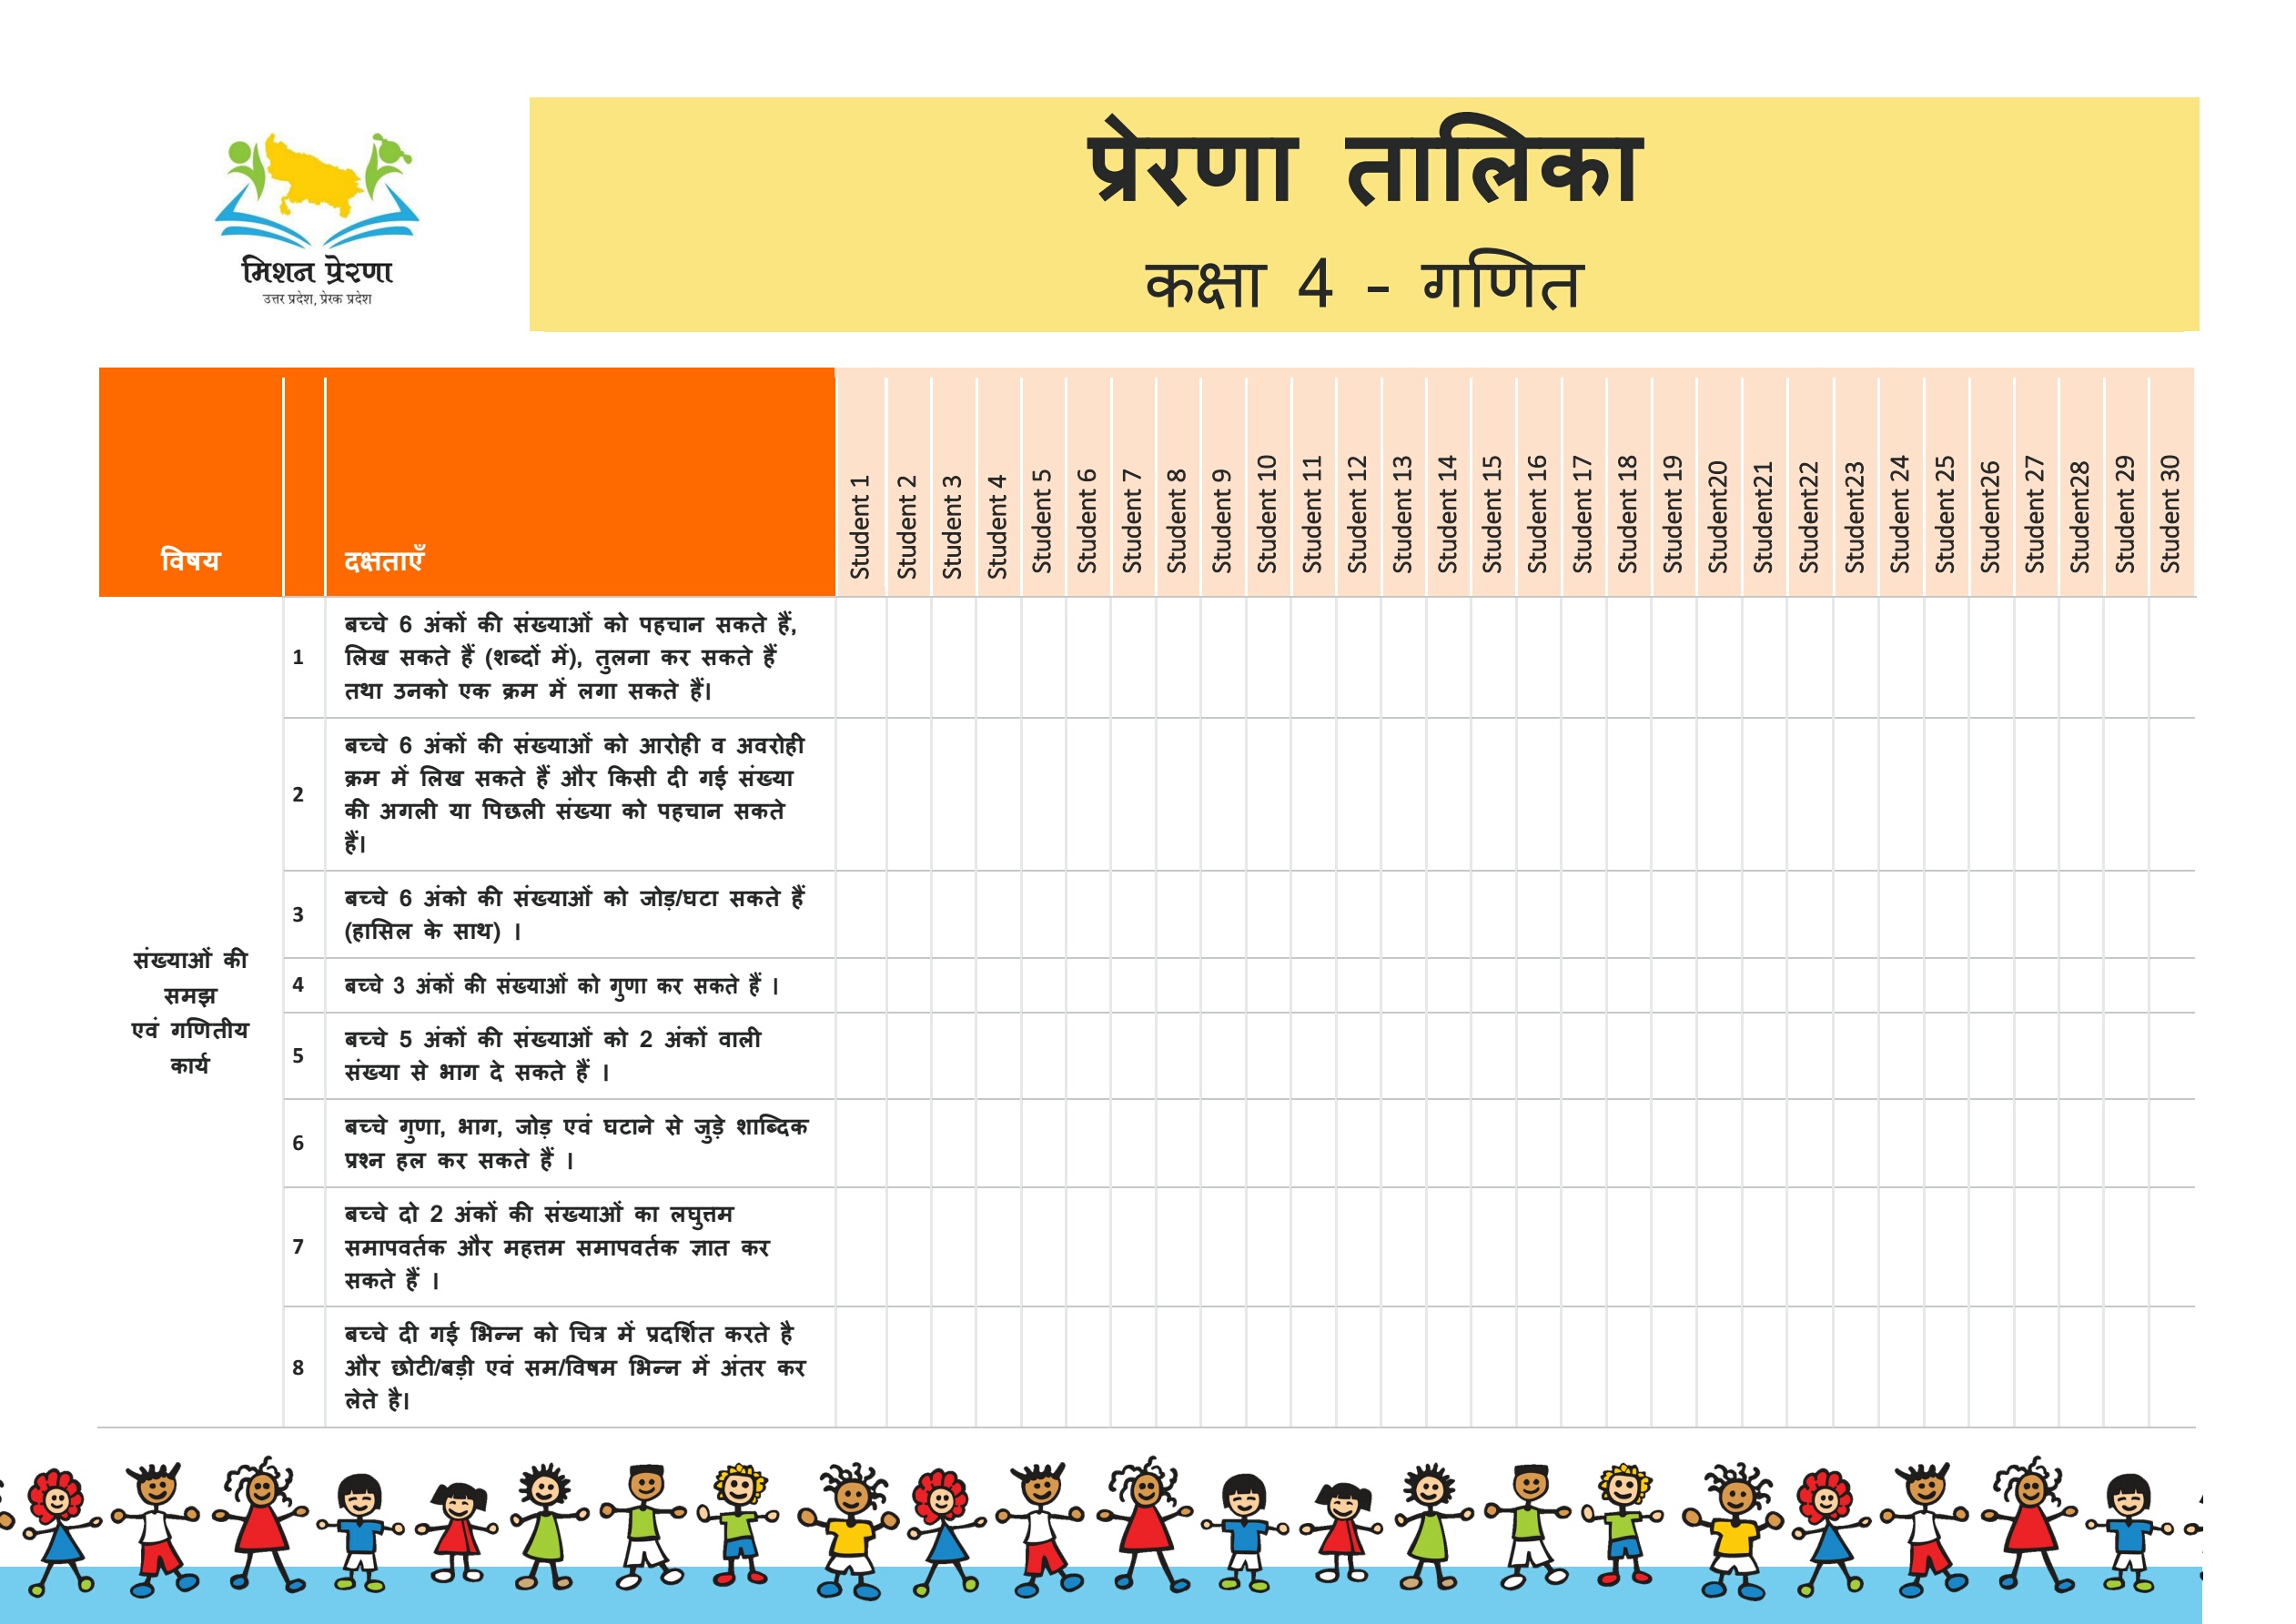 प्रेरणा तालिका
कक्षा 4 - गणित
मिशन प्रेरणा
उत्तर प्रदेश, प्रेरक प्रदेश
विषय
दक्षताएँ
Student 1
Student 2
Student 3
Student 4
Student 5
Student 6
Student 7
Student 8
Student 9
Student 10
Student 11
Student 12
Student 13
Student 14
Student 15
Student 16
Student 17
Student 18
Student 19
Student20
Student21
Student22
Student23
Student 24
Student 25
Student26
Student 27
Student28
Student 29
Student 30
संख्याओं की
समझ
एवं गणितीय
कार्य
1
बच्चे 6 अंकों की संख्याओं को पहचान सकते हैं,
लिख सकते हैं (शब्दों में), तुलना कर सकते हैं
तथा उनको एक क्रम में लगा सकते हैं।
2
बच्चे 6 अंकों की संख्याओं को आरोही व अवरोही
क्रम में लिख सकते हैं और किसी दी गई संख्या
की अगली या पिछली संख्या को पहचान सकते
हैं।
3
बच्चे 6 अंको की संख्याओं को जोड़/घटा सकते हैं
(हासिल के साथ) ।
4
बच्चे 3 अंकों की संख्याओं को गुणा कर सकते हैं ।
5
बच्चे 5 अंकों की संख्याओं को 2 अंकों वाली
संख्या से भाग दे सकते हैं ।
6
बच्चे गुणा, भाग, जोड़ एवं घटाने से जुड़े शाब्दिक
प्रश्न हल कर सकते हैं ।
7
बच्चे दो 2 अंकों की संख्याओं का लघुत्तम
समापवर्तक और महत्तम समापवर्तक ज्ञात कर
सकते हैं ।
8
बच्चे दी गई भिन्न को चित्र में प्रदर्शित करते है
और छोटी/बड़ी एवं सम/विषम भिन्न में अंतर कर
लेते है।